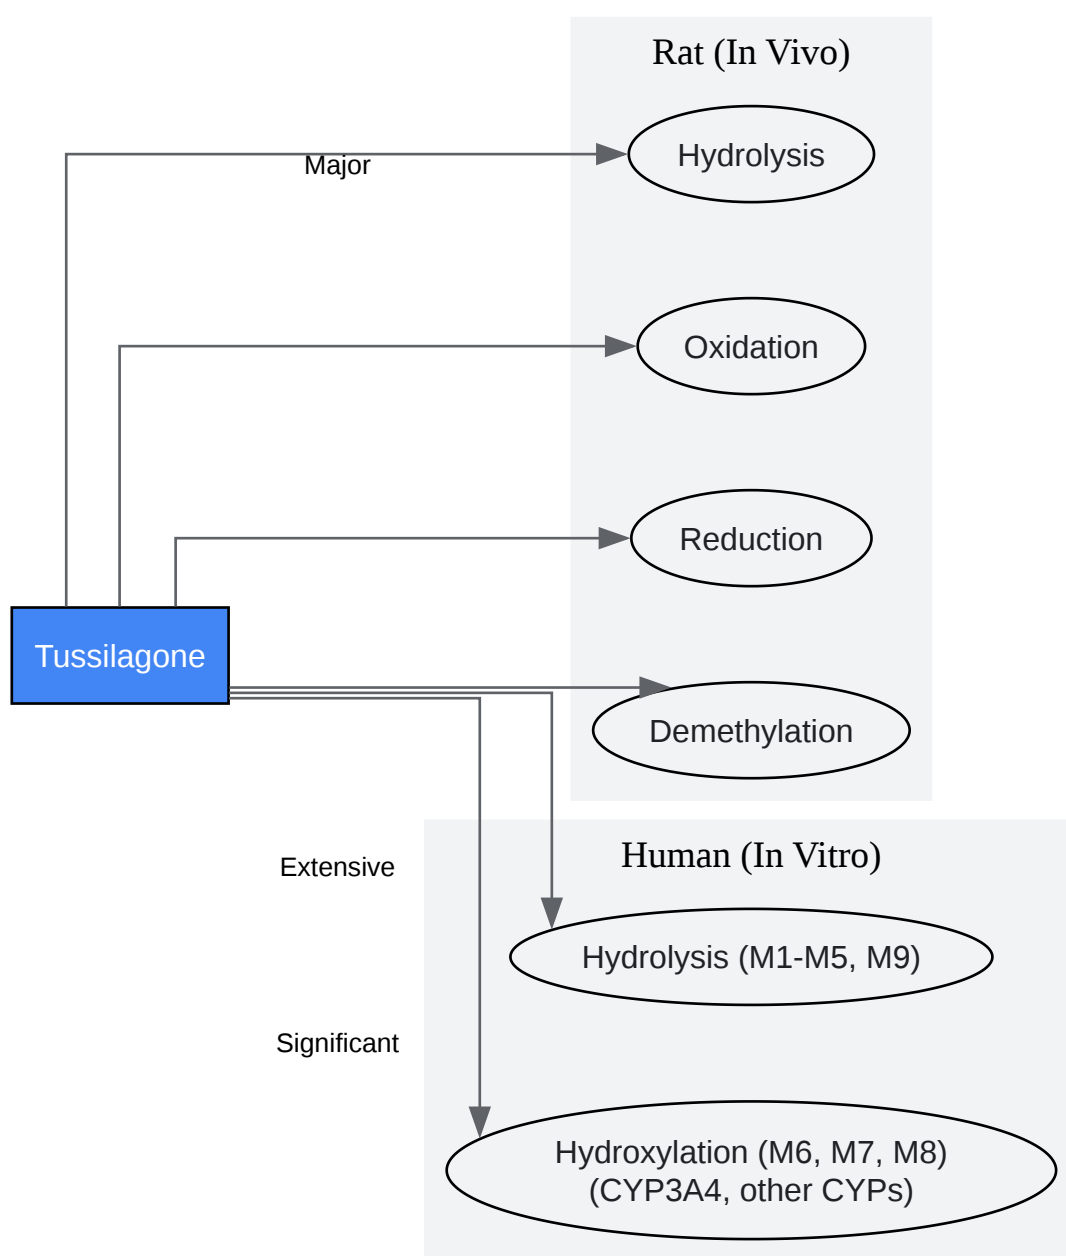 Rat (In Vivo)
Major
Hydrolysis
Oxidation
Reduction
Tussilagone
Demethylation
Human (In Vitro)
Extensive
Hydrolysis (M1-M5, M9)
Significant
Hydroxylation (M6, M7, M8)
(CYP3A4, other CYPs)